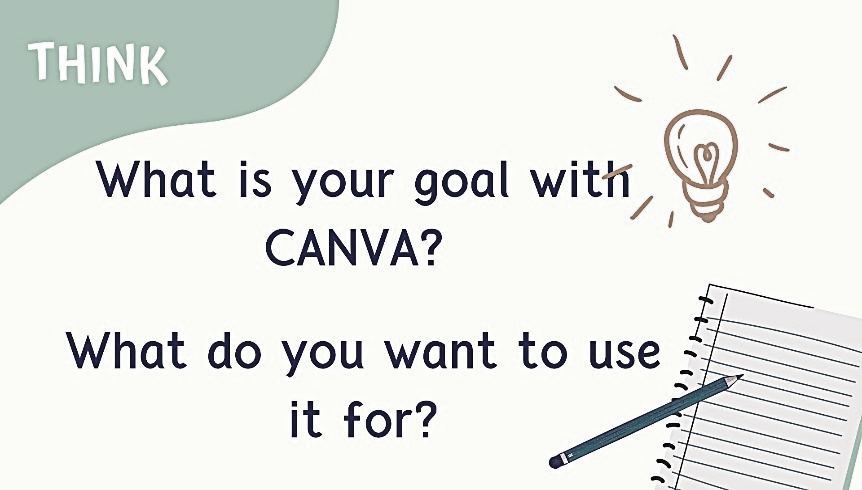 THINK
What is your goal with
CANVA?
What do you want to use
it for?